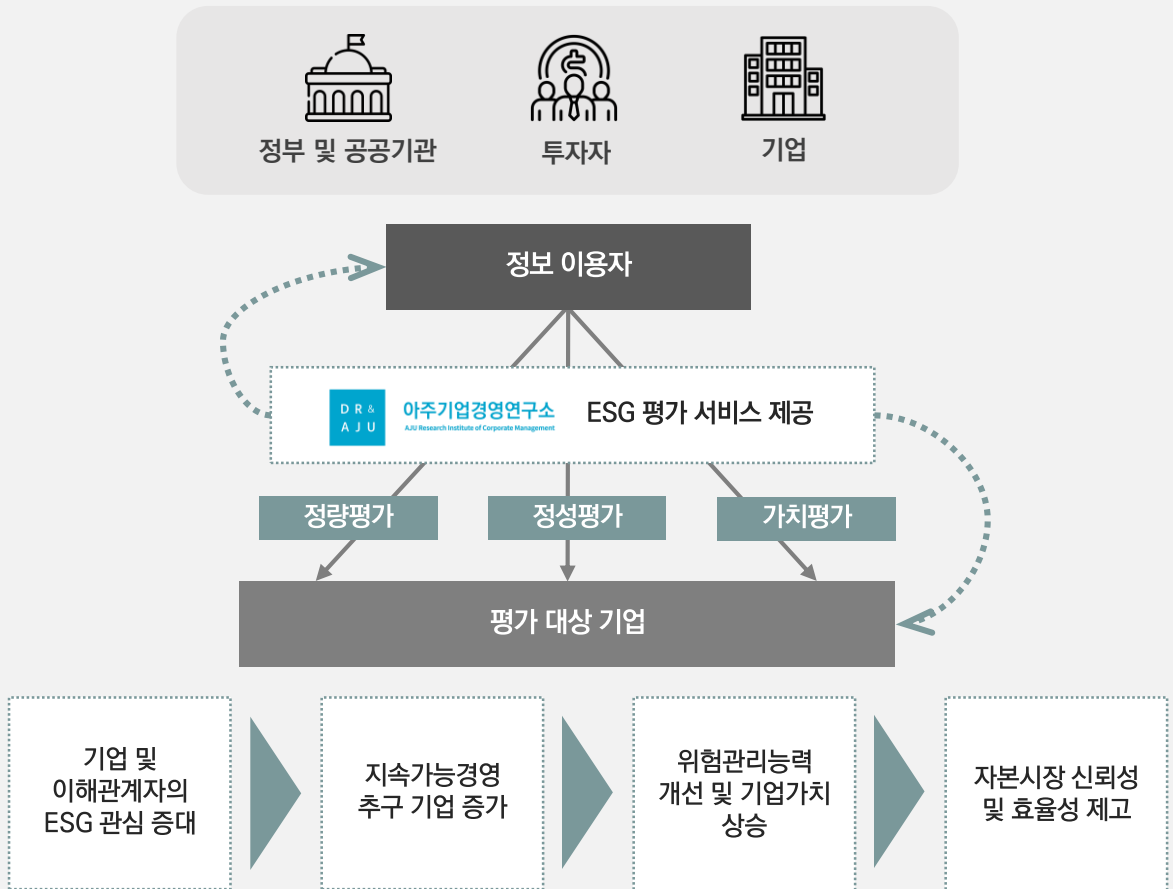 정부 및 공공기관
투자자
기업
정보 이용자
DR &
AJU
아주기업경영연구소
AJU Research Institute of Corporate Management
ESG 평가 서비스 제공
정량평가
정성평가
가치평가
평가 대상 기업
기업 및
이해관계자의
ESG 관심 증대
지속가능경영
추구 기업 증가
위험관리능력
개선 및 기업가치
상승
자본시장 신뢰성
및 효율성 제고